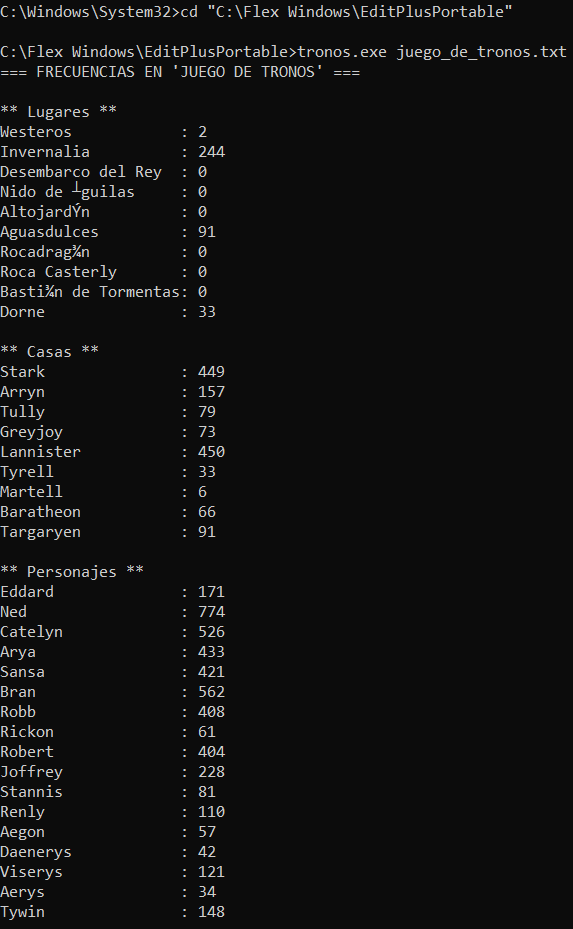 C:\Windows\System32>cd "C:\Flex Windows\EditPlusPortable"
C:\Flex Windows\EditPlusPortable>tronos.exe juego_de_tronos.txt
=== FRECUENCIAS EN 'JUEGO DE TRONOS' ===
** Lugares **
Westeros : 2
Invernalia : 244
Desembarco del Rey : 0
Nido de ┴guilas : 0
AltojardÝn : 0
Aguasdulces : 91
Rocadrag¾n : 0
Roca Casterly : 0
Basti¾n de Tormentas: 0
Dorne : 33
** Casas **
Stark : 449
Arryn : 157
Tully : 79
Greyjoy : 73
Lannister : 450
Tyrell : 33
Martell : 6
Baratheon : 66
Targaryen : 91
** Personajes **
Eddard : 171
Ned : 774
Catelyn : 526
Arya : 433
Sansa : 421
Bran : 562
Robb : 408
Rickon : 61
Robert : 404
Joffrey : 228
Stannis : 81
Renly : 110
Aegon : 57
Daenerys : 42
Viserys : 121
Aerys : 34
Tywin : 148